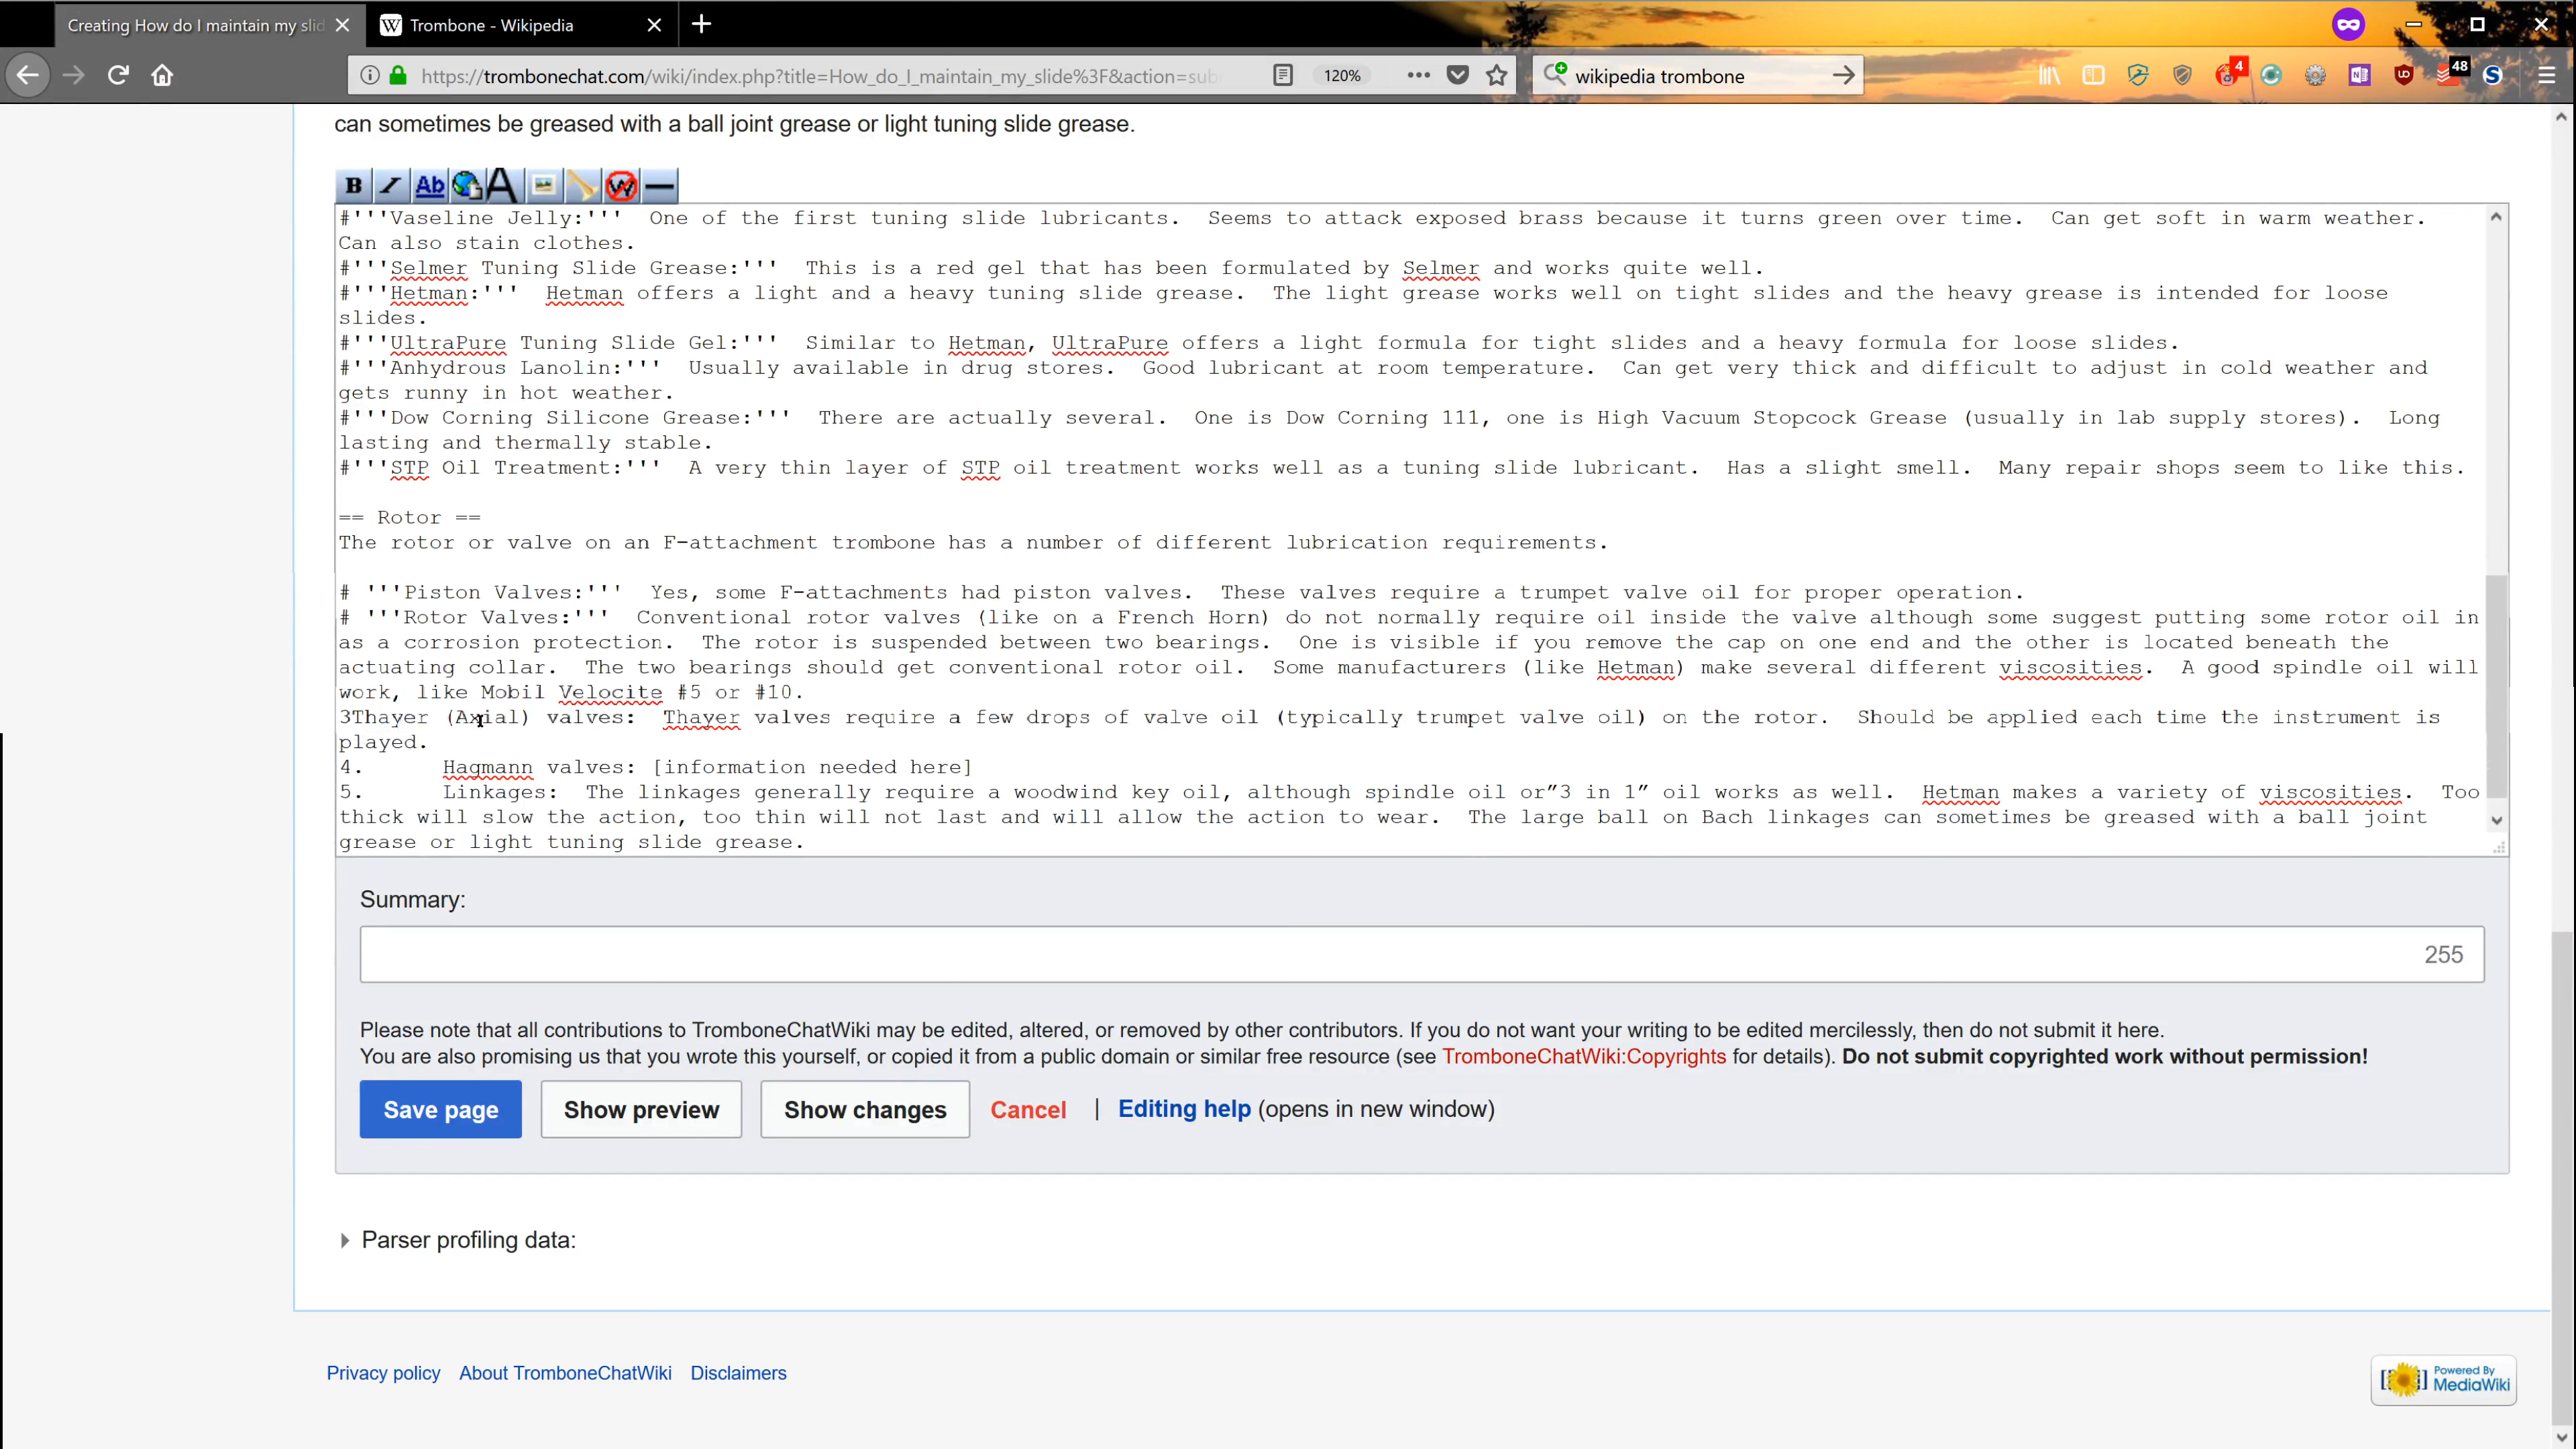 Creating How do I maintain my slid
Trombone - Wikipedia
https://trombonechat.com/wiki/index.php?title=How_do_I_maintain_my_slide%3F&action=sub
120%
wikipedia trombone
4
48
can sometimes be greased with a ball joint grease or light tuning slide grease.
B I Ab A
#'''Vaseline Jelly:'''  One of the first tuning slide lubricants.  Seems to attack exposed brass because it turns green over time.  Can get soft in warm weather.
Can also stain clothes.
#'''Selmer Tuning Slide Grease:'''  This is a red gel that has been formulated by Selmer and works quite well.
#'''Hetman:'''  Hetman offers a light and a heavy tuning slide grease.  The light grease works well on tight slides and the heavy grease is intended for loose
slides.
#'''UltraPure Tuning Slide Gel:'''  Similar to Hetman, UltraPure offers a light formula for tight slides and a heavy formula for loose slides.
#'''Anhydrous Lanolin:'''  Usually available in drug stores.  Good lubricant at room temperature.  Can get very thick and difficult to adjust in cold weather and
gets runny in hot weather.
#'''Dow Corning Silicone Grease:'''  There are actually several.  One is Dow Corning 111, one is High Vacuum Stopcock Grease (usually in lab supply stores).  Long
lasting and thermally stable.
#'''STP Oil Treatment:'''  A very thin layer of STP oil treatment works well as a tuning slide lubricant.  Has a slight smell.  Many repair shops seem to like this.
== Rotor ==
The rotor or valve on an F-attachment trombone has a number of different lubrication requirements.
# '''Piston Valves:'''  Yes, some F-attachments had piston valves.  These valves require a trumpet valve oil for proper operation.
# '''Rotor Valves:'''  Conventional rotor valves (like on a French Horn) do not normally require oil inside the valve although some suggest putting some rotor oil in
as a corrosion protection.  The rotor is suspended between two bearings.  One is visible if you remove the cap on one end and the other is located beneath the
actuating collar.  The two bearings should get conventional rotor oil.  Some manufacturers (like Hetman) make several different viscosities.  A good spindle oil will
work, like Mobil Velocite #5 or #10.
3Thayer (Axial) valves:  Thayer valves require a few drops of valve oil (typically trumpet valve oil) on the rotor.  Should be applied each time the instrument is
played.
4.	Hagmann valves: [information needed here]
5.	Linkages:  The linkages generally require a woodwind key oil, although spindle oil or”3 in 1” oil works as well.  Hetman makes a variety of viscosities.  Too
thick will slow the action, too thin will not last and will allow the action to wear.  The large ball on Bach linkages can sometimes be greased with a ball joint
grease or light tuning slide grease.
Summary:
255
Please note that all contributions to TromboneChatWiki may be edited, altered, or removed by other contributors. If you do not want your writing to be edited mercilessly, then do not submit it here.
You are also promising us that you wrote this yourself, or copied it from a public domain or similar free resource (see TromboneChatWiki:Copyrights for details). Do not submit copyrighted work without permission!
Save page
Show preview
Show changes
Cancel | Editing help (opens in new window)
Parser profiling data:
Privacy policy
About TromboneChatWiki
Disclaimers
Powered By
MediaWiki